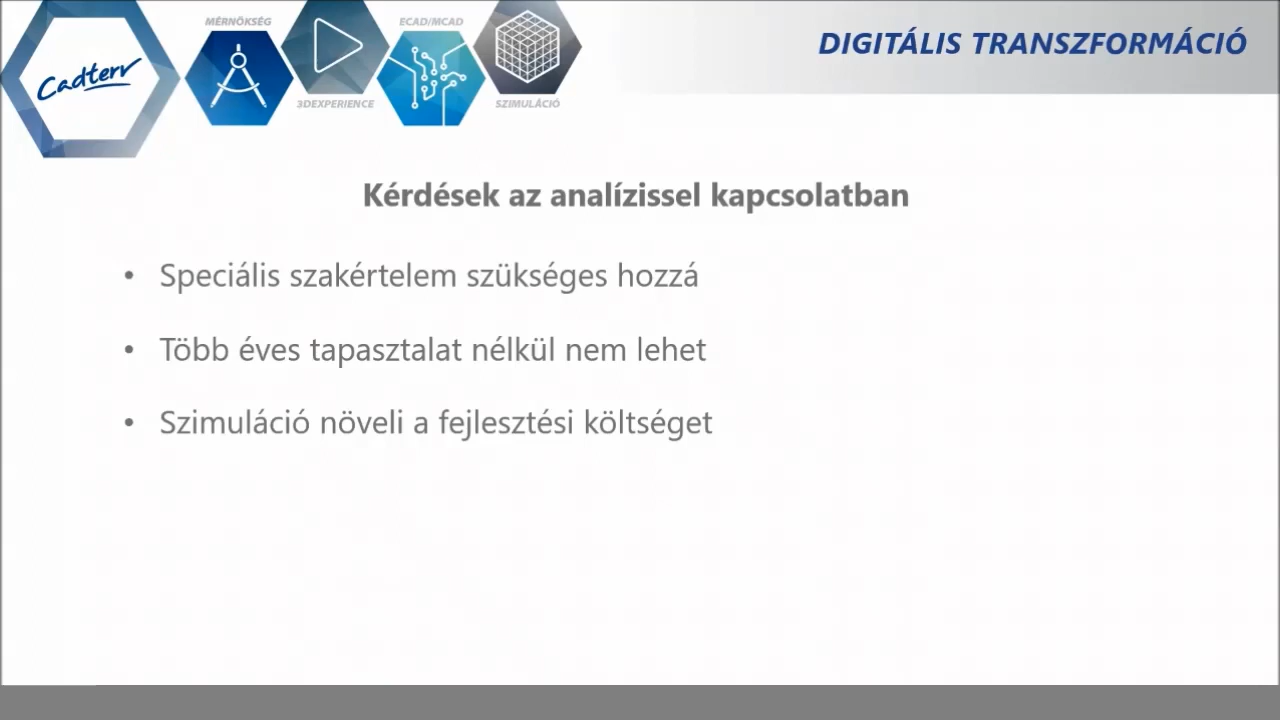 Cadterv
MÉRNÖKSÉG
3DEXPERIENCE
ECAD/MCAD
SZIMULÁCIÓ
DIGITÁLIS TRANSZFORMÁCIÓ
Kérdések az analízissel kapcsolatban
• Speciális szakértelem szükséges hozzá
• Több éves tapasztalat nélkül nem lehet
• Szimuláció növeli a fejlesztési költséget